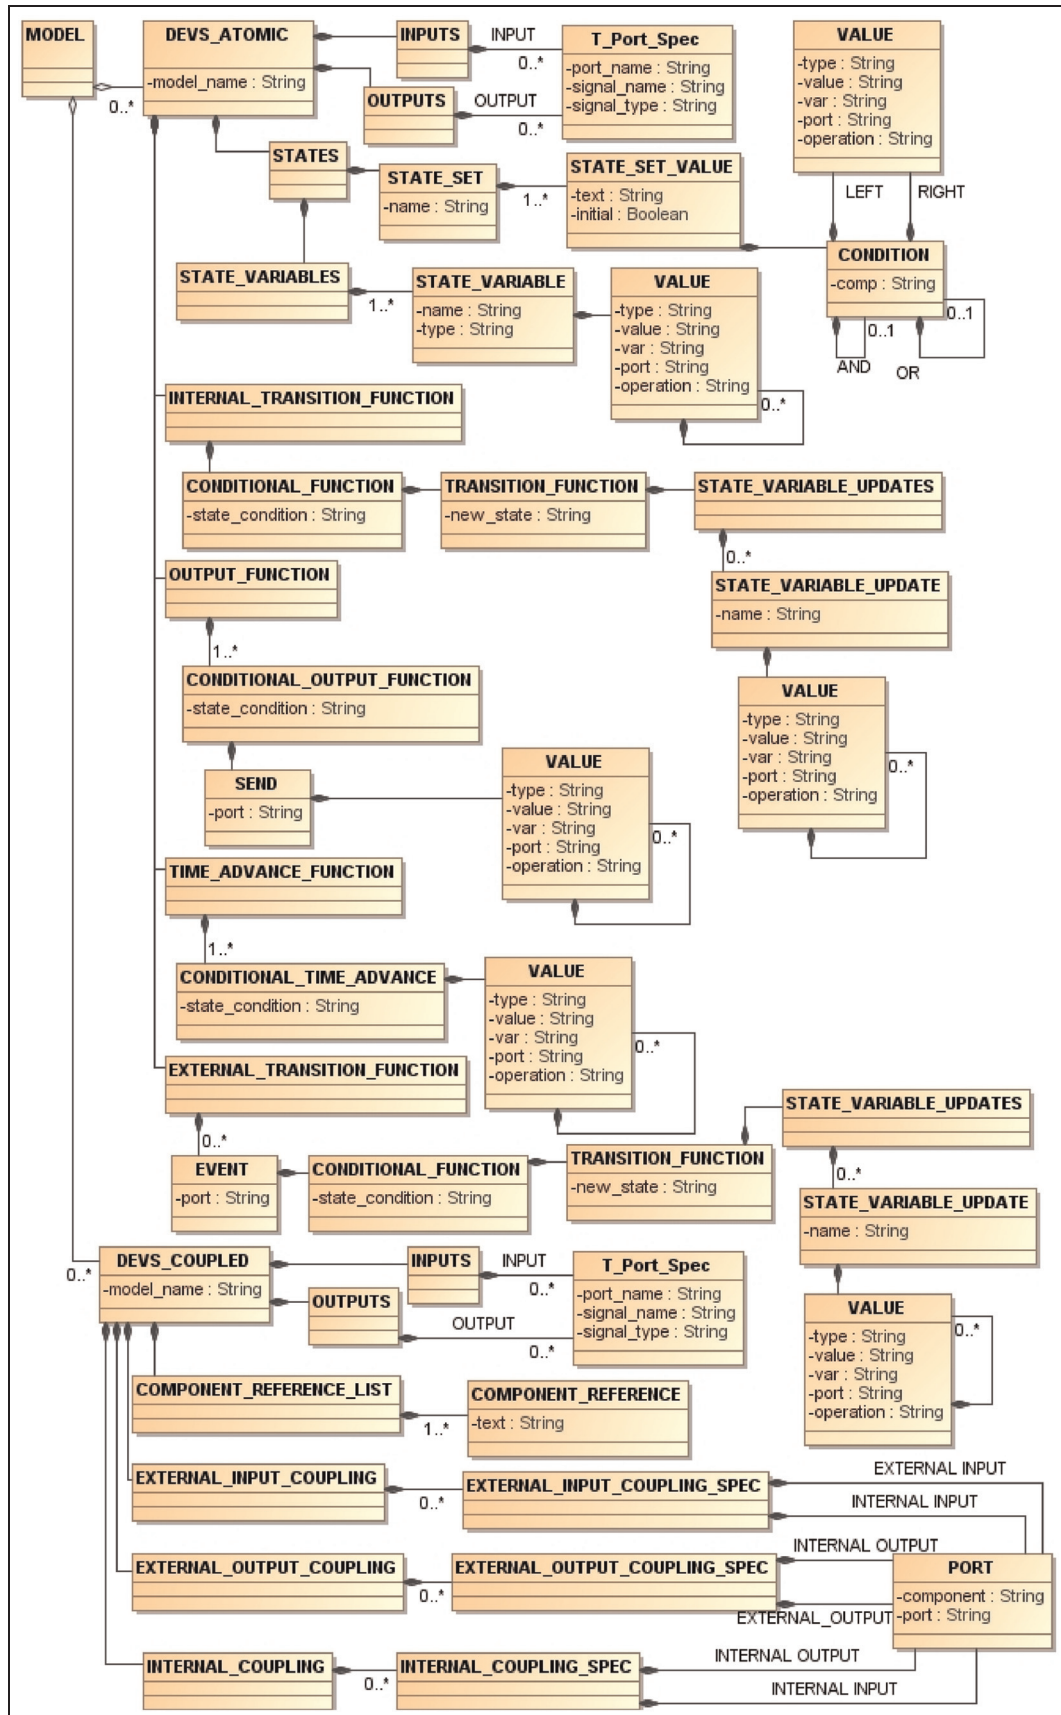 MODEL
DEVS_ATOMIC
-model_name : String
0..*
INPUTS
INPUT
0..*
OUTPUTS
OUTPUT
0..*
T_Port_Spec
-port_name : String
-signal_name : String
-signal_type : String
VALUE
-type : String
-value : String
-var : String
-port : String
-operation : String
LEFT
RIGHT
STATES
STATE_SET
-name : String
1..*
STATE_SET_VALUE
-text : String
-initial : Boolean
CONDITION
-comp : String
0..1
0..1
AND
OR
STATE_VARIABLES
1..*
STATE_VARIABLE
-name : String
-type : String
VALUE
-type : String
-value : String
-var : String
-port : String
-operation : String
0..*
INTERNAL_TRANSITION_FUNCTION
CONDITIONAL_FUNCTION
-state_condition : String
TRANSITION_FUNCTION
-new_state : String
STATE_VARIABLE_UPDATES
0..*
STATE_VARIABLE_UPDATE
-name : String
VALUE
-type : String
-value : String
-var : String
-port : String
-operation : String
0..*
OUTPUT_FUNCTION
1..*
CONDITIONAL_OUTPUT_FUNCTION
-state_condition : String
SEND
-port : String
VALUE
-type : String
-value : String
-var : String
-port : String
-operation : String
0..*
TIME_ADVANCE_FUNCTION
1..*
CONDITIONAL_TIME_ADVANCE
-state_condition : String
VALUE
-type : String
-value : String
-var : String
-port : String
-operation : String
0..*
EXTERNAL_TRANSITION_FUNCTION
0..*
EVENT
-port : String
CONDITIONAL_FUNCTION
-state_condition : String
TRANSITION_FUNCTION
-new_state : String
STATE_VARIABLE_UPDATES
0..*
STATE_VARIABLE_UPDATE
-name : String
VALUE
-type : String
-value : String
-var : String
-port : String
-operation : String
0..*
0..*
DEVS_COUPLED
-model_name : String
INPUTS
INPUT
0..*
OUTPUTS
OUTPUT
0..*
T_Port_Spec
-port_name : String
-signal_name : String
-signal_type : String
COMPONENT_REFERENCE_LIST
1..*
COMPONENT_REFERENCE
-text : String
EXTERNAL_INPUT_COUPLING
0..*
EXTERNAL_INPUT_COUPLING_SPEC
EXTERNAL INPUT
INTERNAL INPUT
EXTERNAL_OUTPUT_COUPLING
0..*
EXTERNAL_OUTPUT_COUPLING_SPEC
INTERNAL OUTPUT
EXTERNAL_OUTPUT
PORT
-component : String
-port : String
INTERNAL_COUPLING
0..*
INTERNAL_COUPLING_SPEC
INTERNAL OUTPUT
INTERNAL INPUT